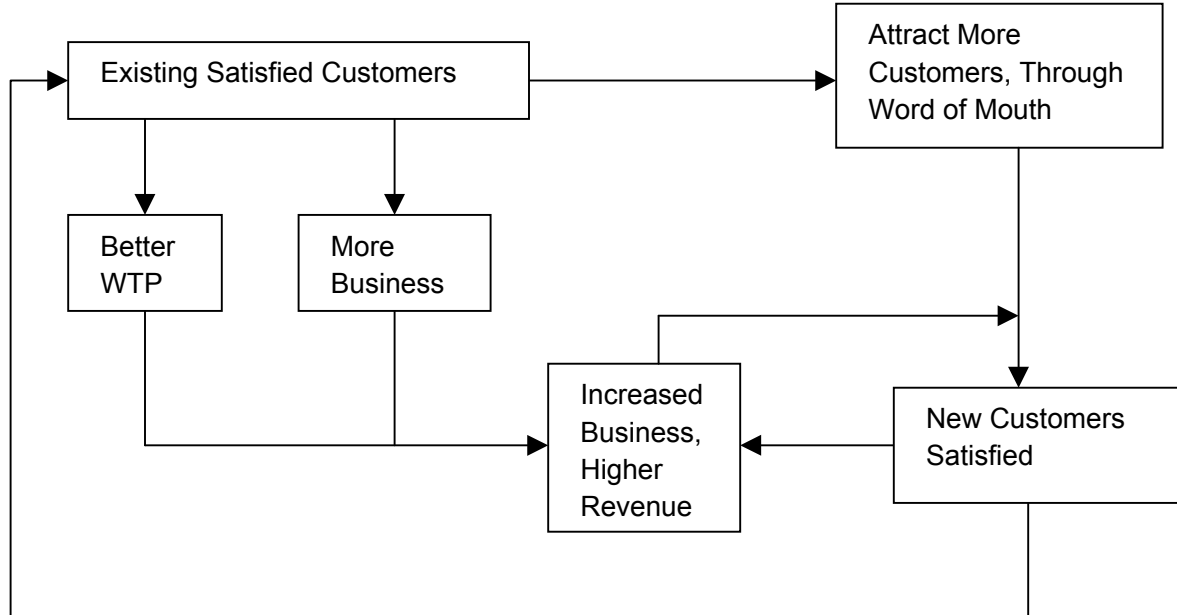 Existing Satisfied Customers
Attract More
Customers, Through
Word of Mouth
Better
WTP
More
Business
Increased
Business,
Higher
Revenue
New Customers
Satisfied